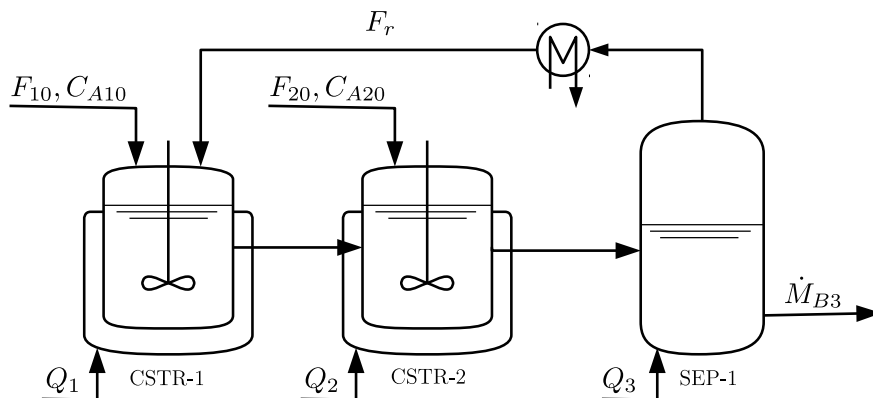 F_r
F_{10}, C_{A10}
F_{20}, C_{A20}
Ṁ_{B3}
Q_1
CSTR-1
Q_2
CSTR-2
Q_3
SEP-1